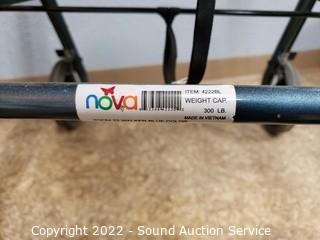 nova
ITEM: 4222BL
WEIGHT CAP.
300 LB.
MADE IN VIETNAM
Copyright 2022 - Sound Auction Service